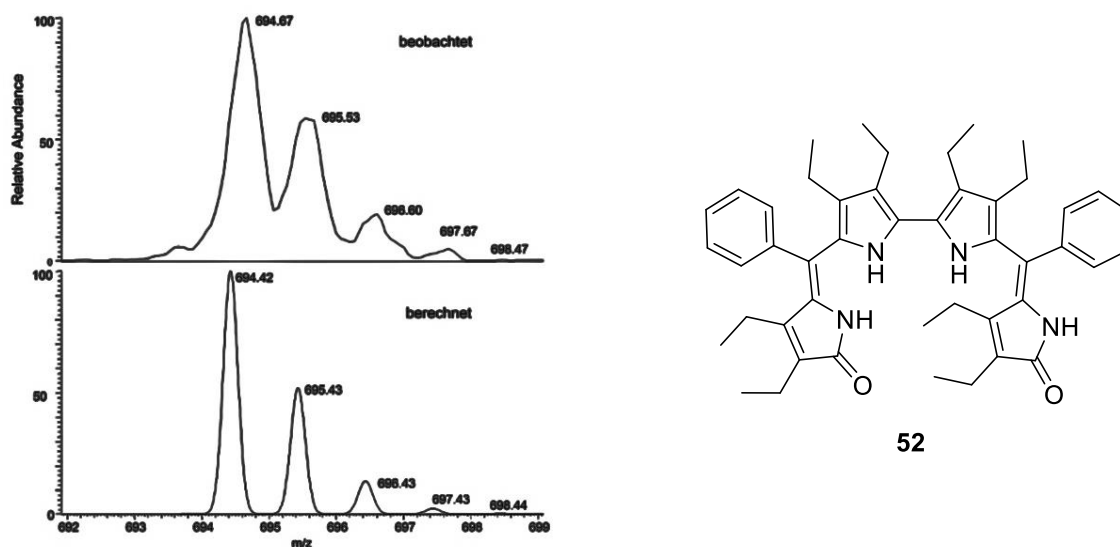 100
694.67
beobachtet
695.53
50
Relative Abundance
696.60
697.67
698.47
0
100
694.42
berechnet
695.43
50
696.43
697.43
698.44
0
692 693 694 695 696 697 698 699
m/z
N
H
N
H
NH
O
NH
O
52